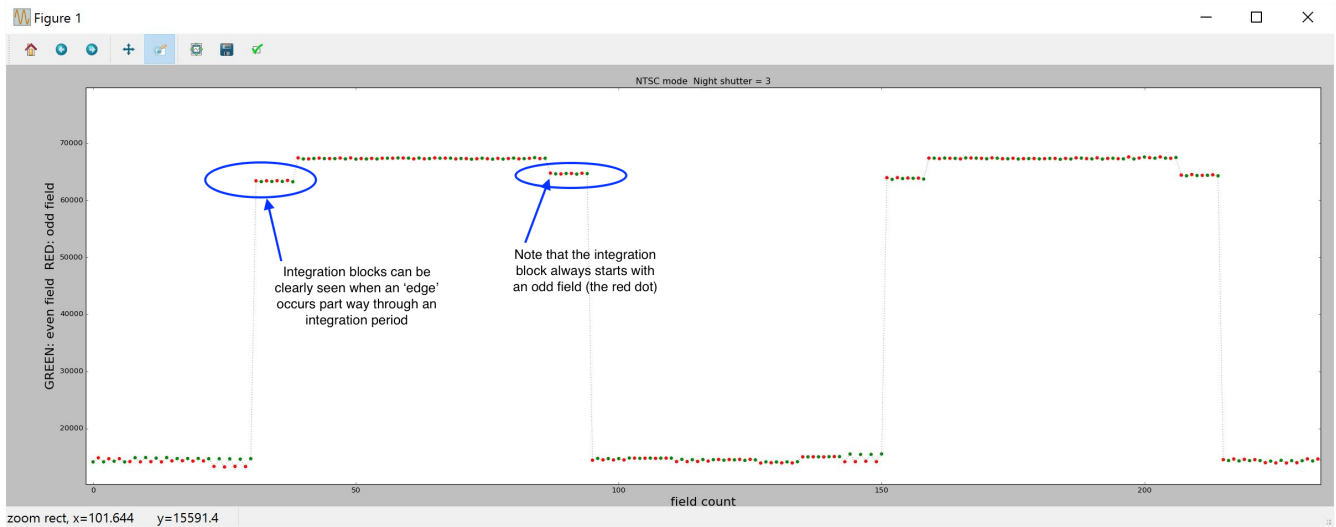 Figure 1
NTSC mode  Night shutter = 3
GREEN: even field  RED: odd field
70000
60000
50000
40000
30000
20000
Integration blocks can be
clearly seen when an ‘edge’
occurs part way through an
integration period
Note that the integration
block always starts with
an odd field (the red dot)
0
50
100
150
200
field count
zoom rect, x=101.644    y=15591.4